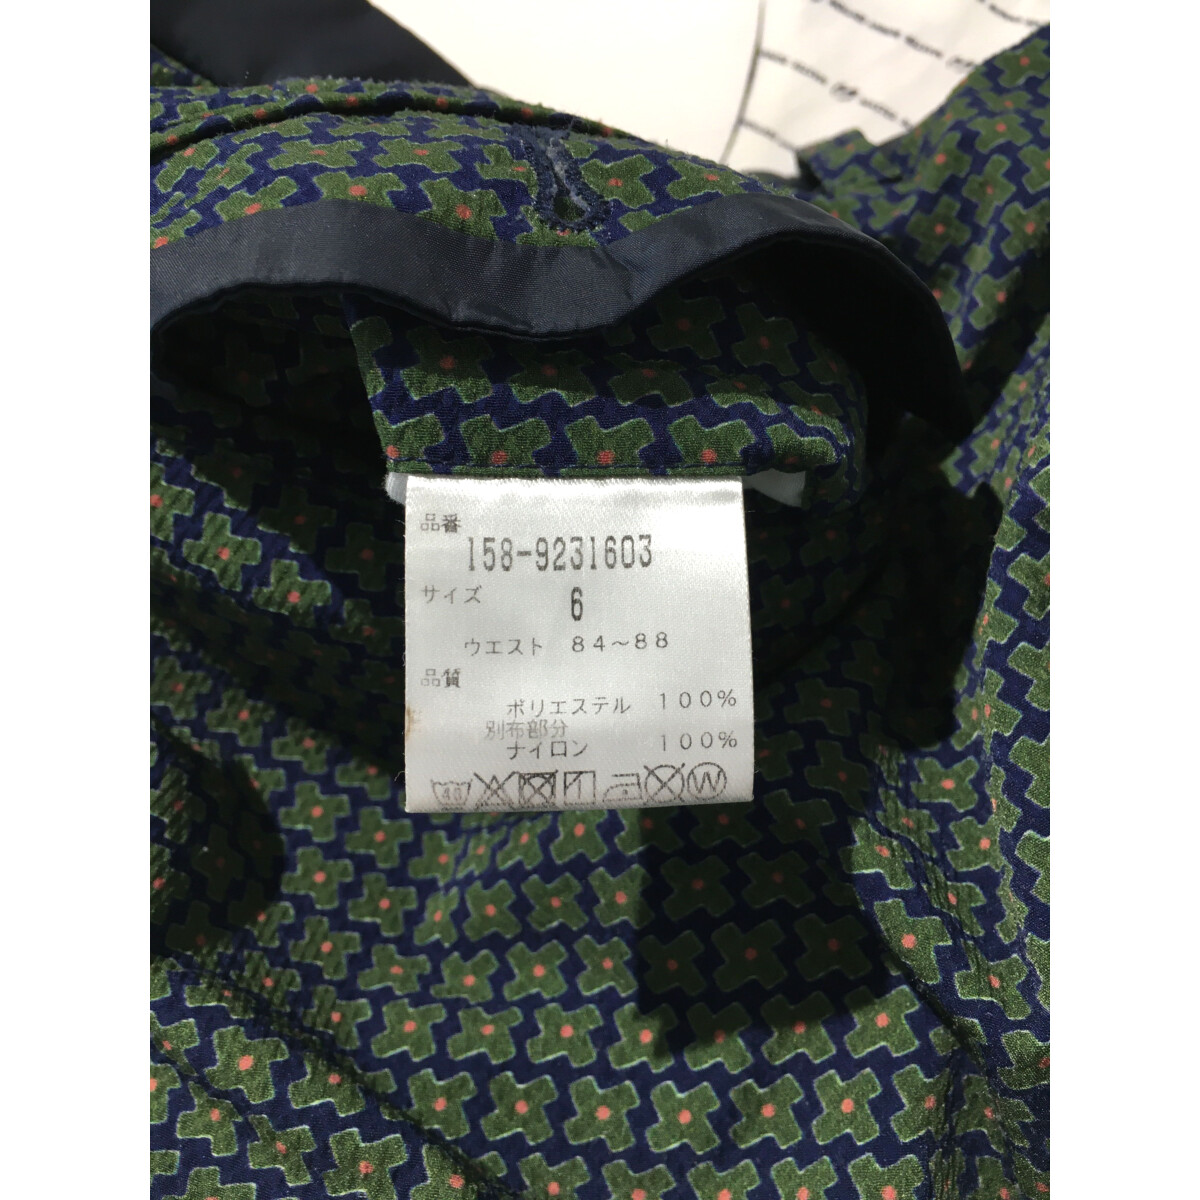 品番
158-9231603
サイズ 6
ウエスト 84～88
品質
ポリエステル 100%
別布部分
ナイロン 100%
40 W